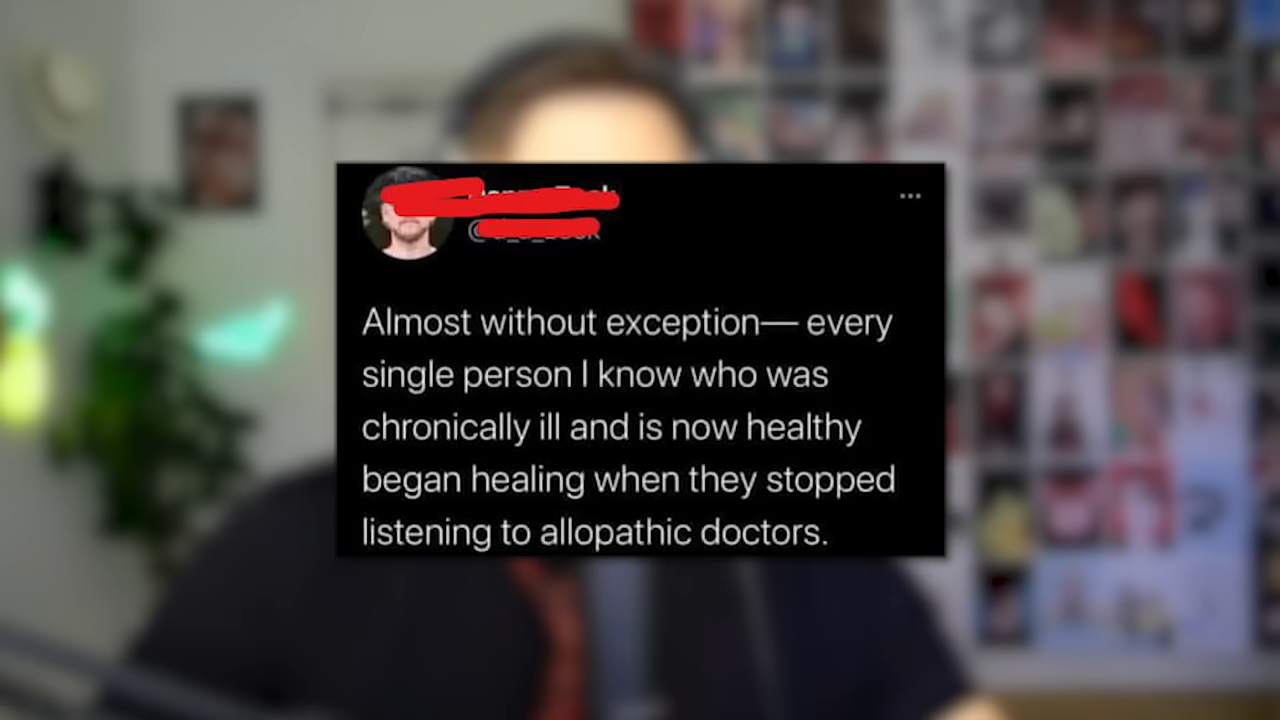 Almost without exception— every
single person I know who was
chronically ill and is now healthy
began healing when they stopped
listening to allopathic doctors.